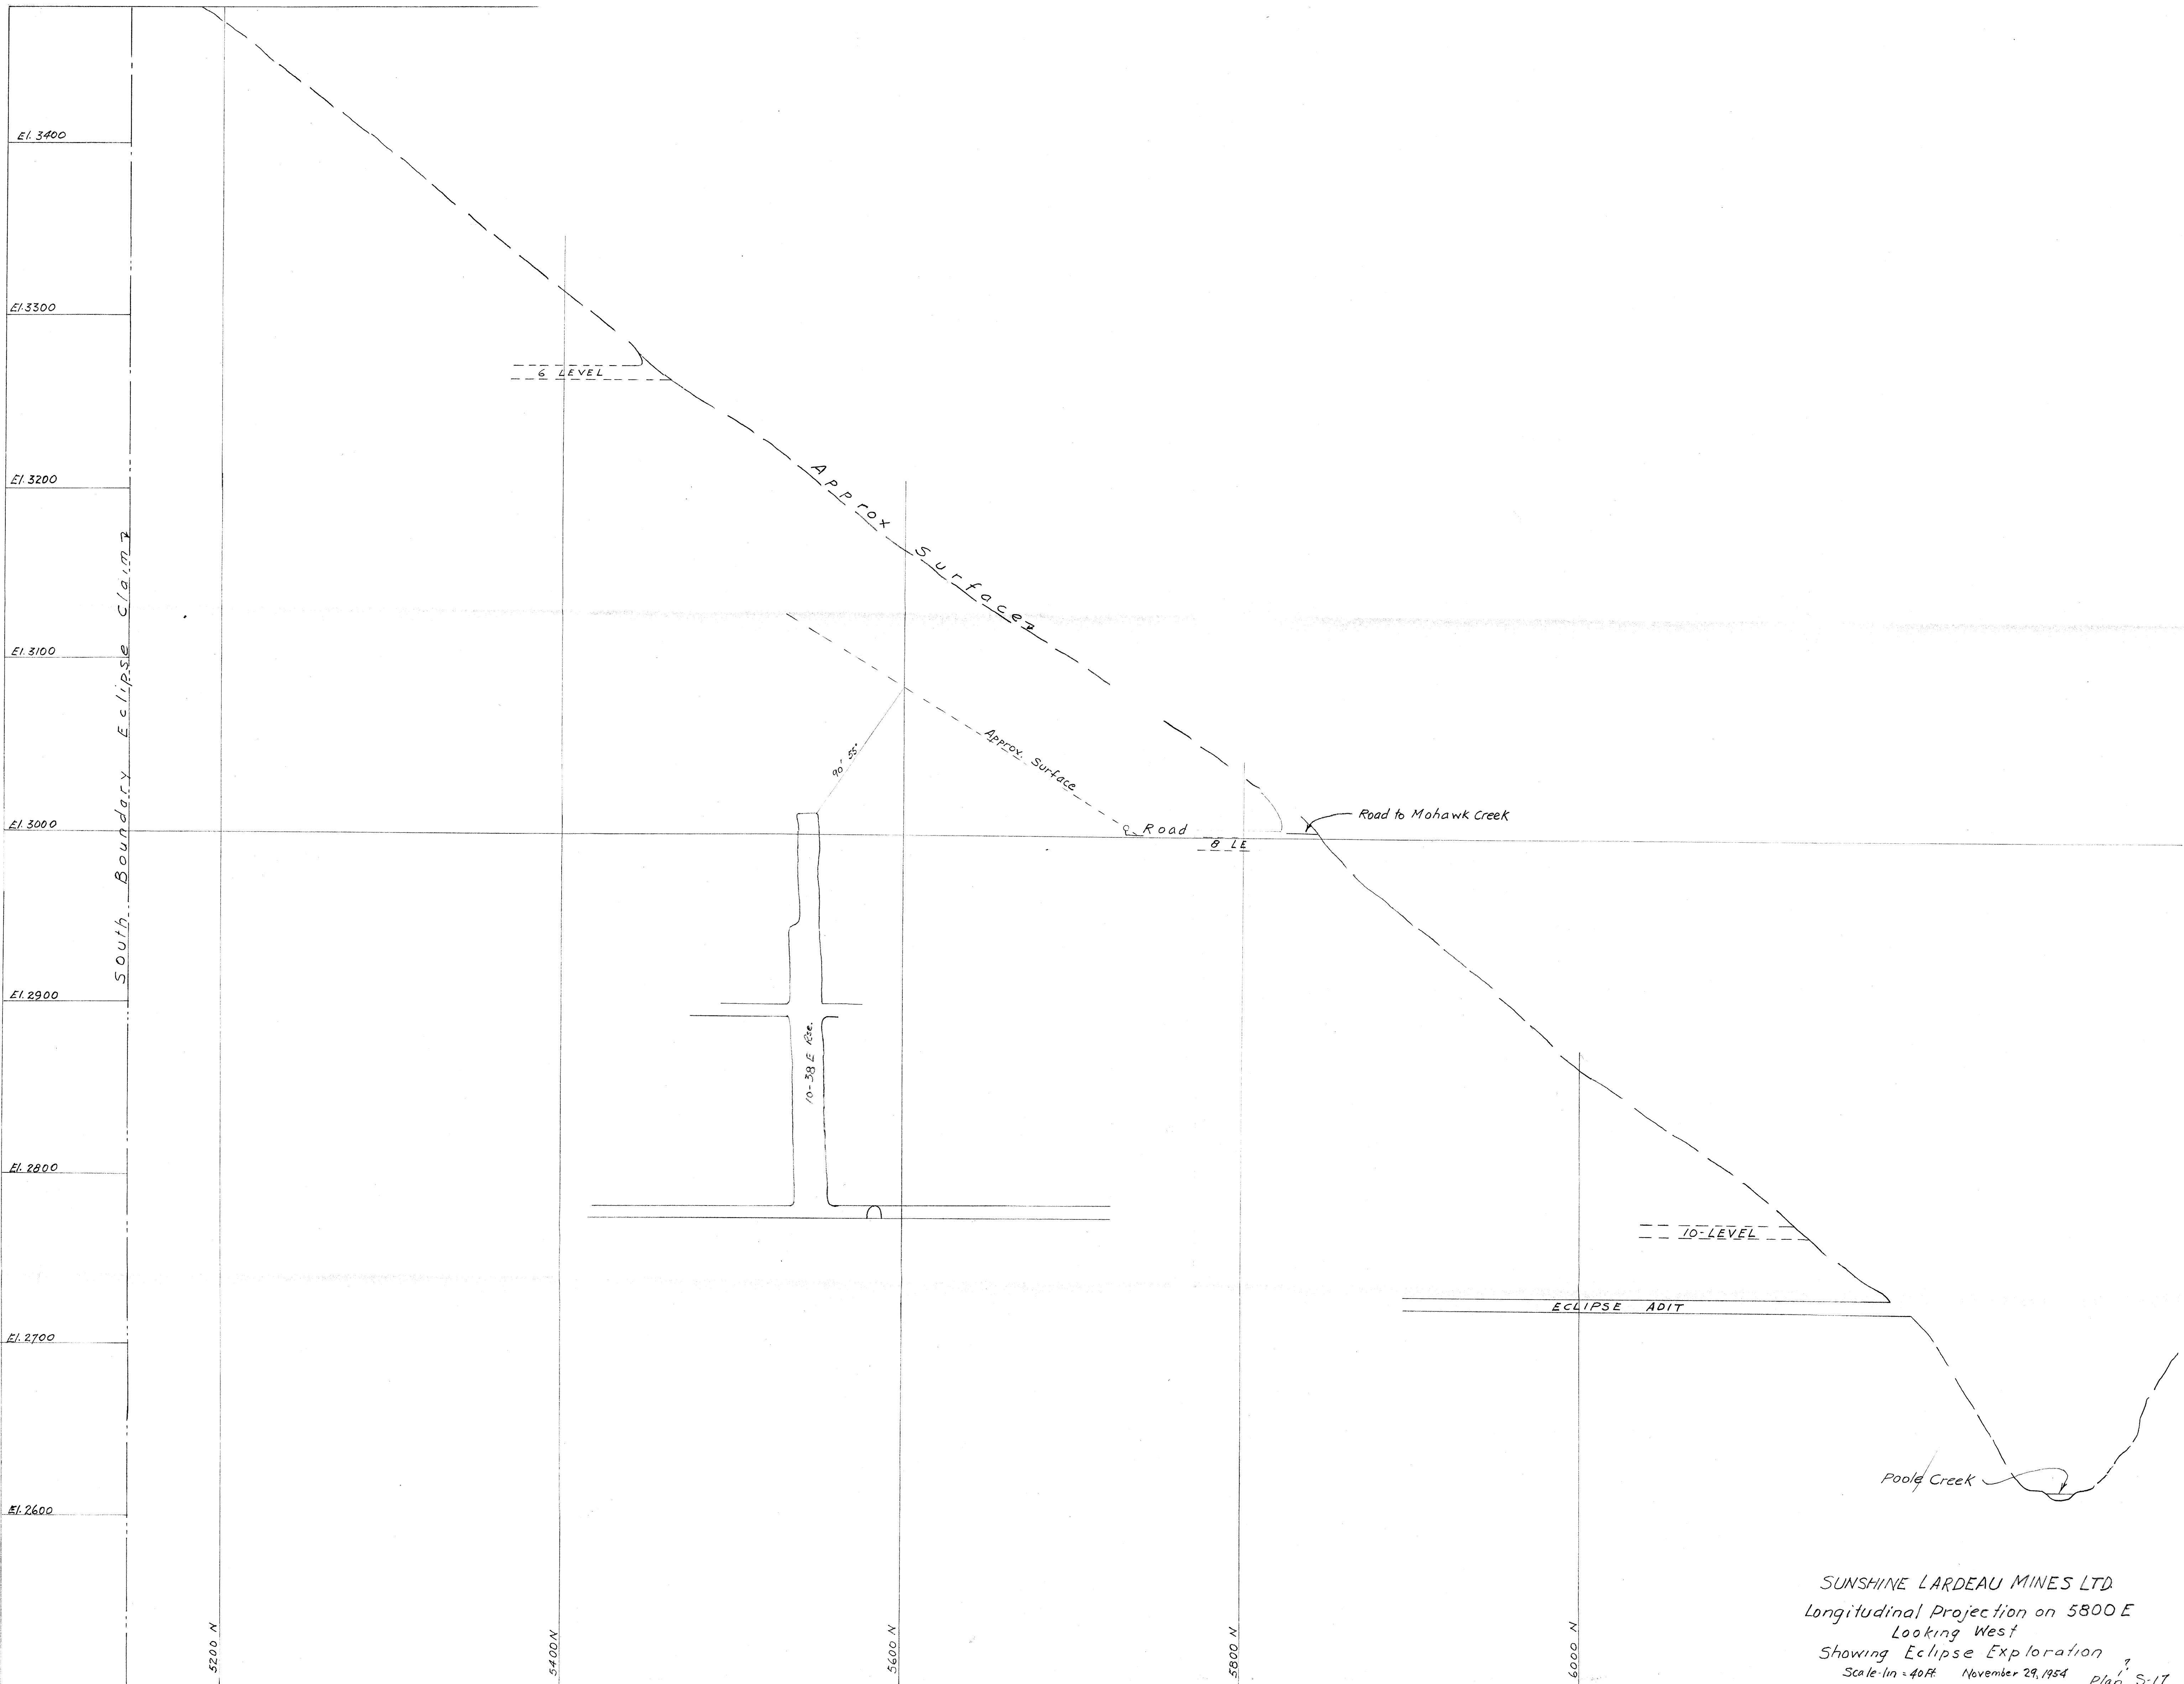 El. 3400
El. 3300
El. 3200
El. 3100
El. 3000
El. 2900
El. 2800
El. 2700
El. 2600
South Boundary Eclipse Claim
6 LEVEL
Approx Surface
Approx. Surface
90' 55°
Road
8 LE
Road to Mohawk Creek
10-38 E Rse.
10-LEVEL
ECLIPSE ADIT
Poole Creek
5200 N
5400 N
5600 N
5800 N
6000 N
SUNSHINE LARDEAU MINES LTD.
Longitudinal Projection on 5800 E
Looking West
Showing Eclipse Exploration
Scale-1in = 40ft. November 29, 1954 Plan S-17
?